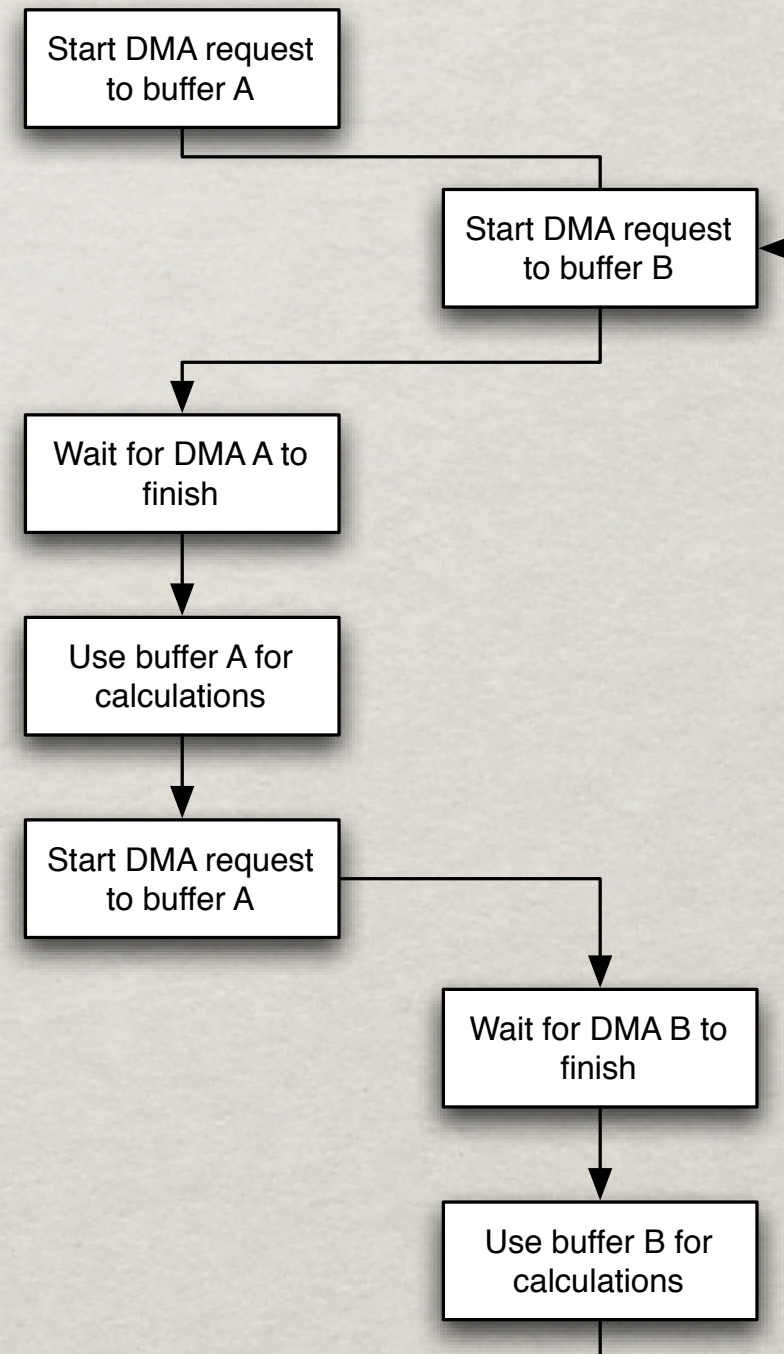 Start DMA request
to buffer A
Start DMA request
to buffer B
Wait for DMA A to
finish
Use buffer A for
calculations
Start DMA request
to buffer A
Wait for DMA B to
finish
Use buffer B for
calculations